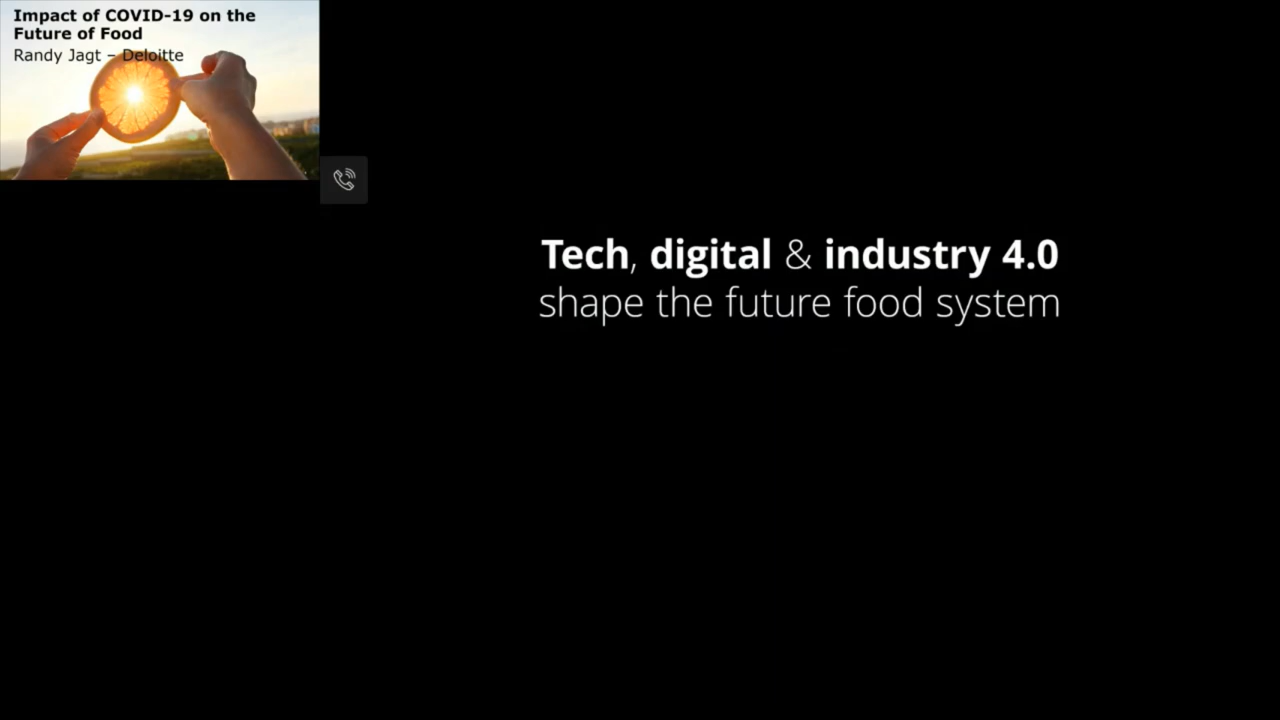 Impact of COVID-19 on the
Future of Food
Randy Jagt – Deloitte
Tech, digital & industry 4.0
shape the future food system